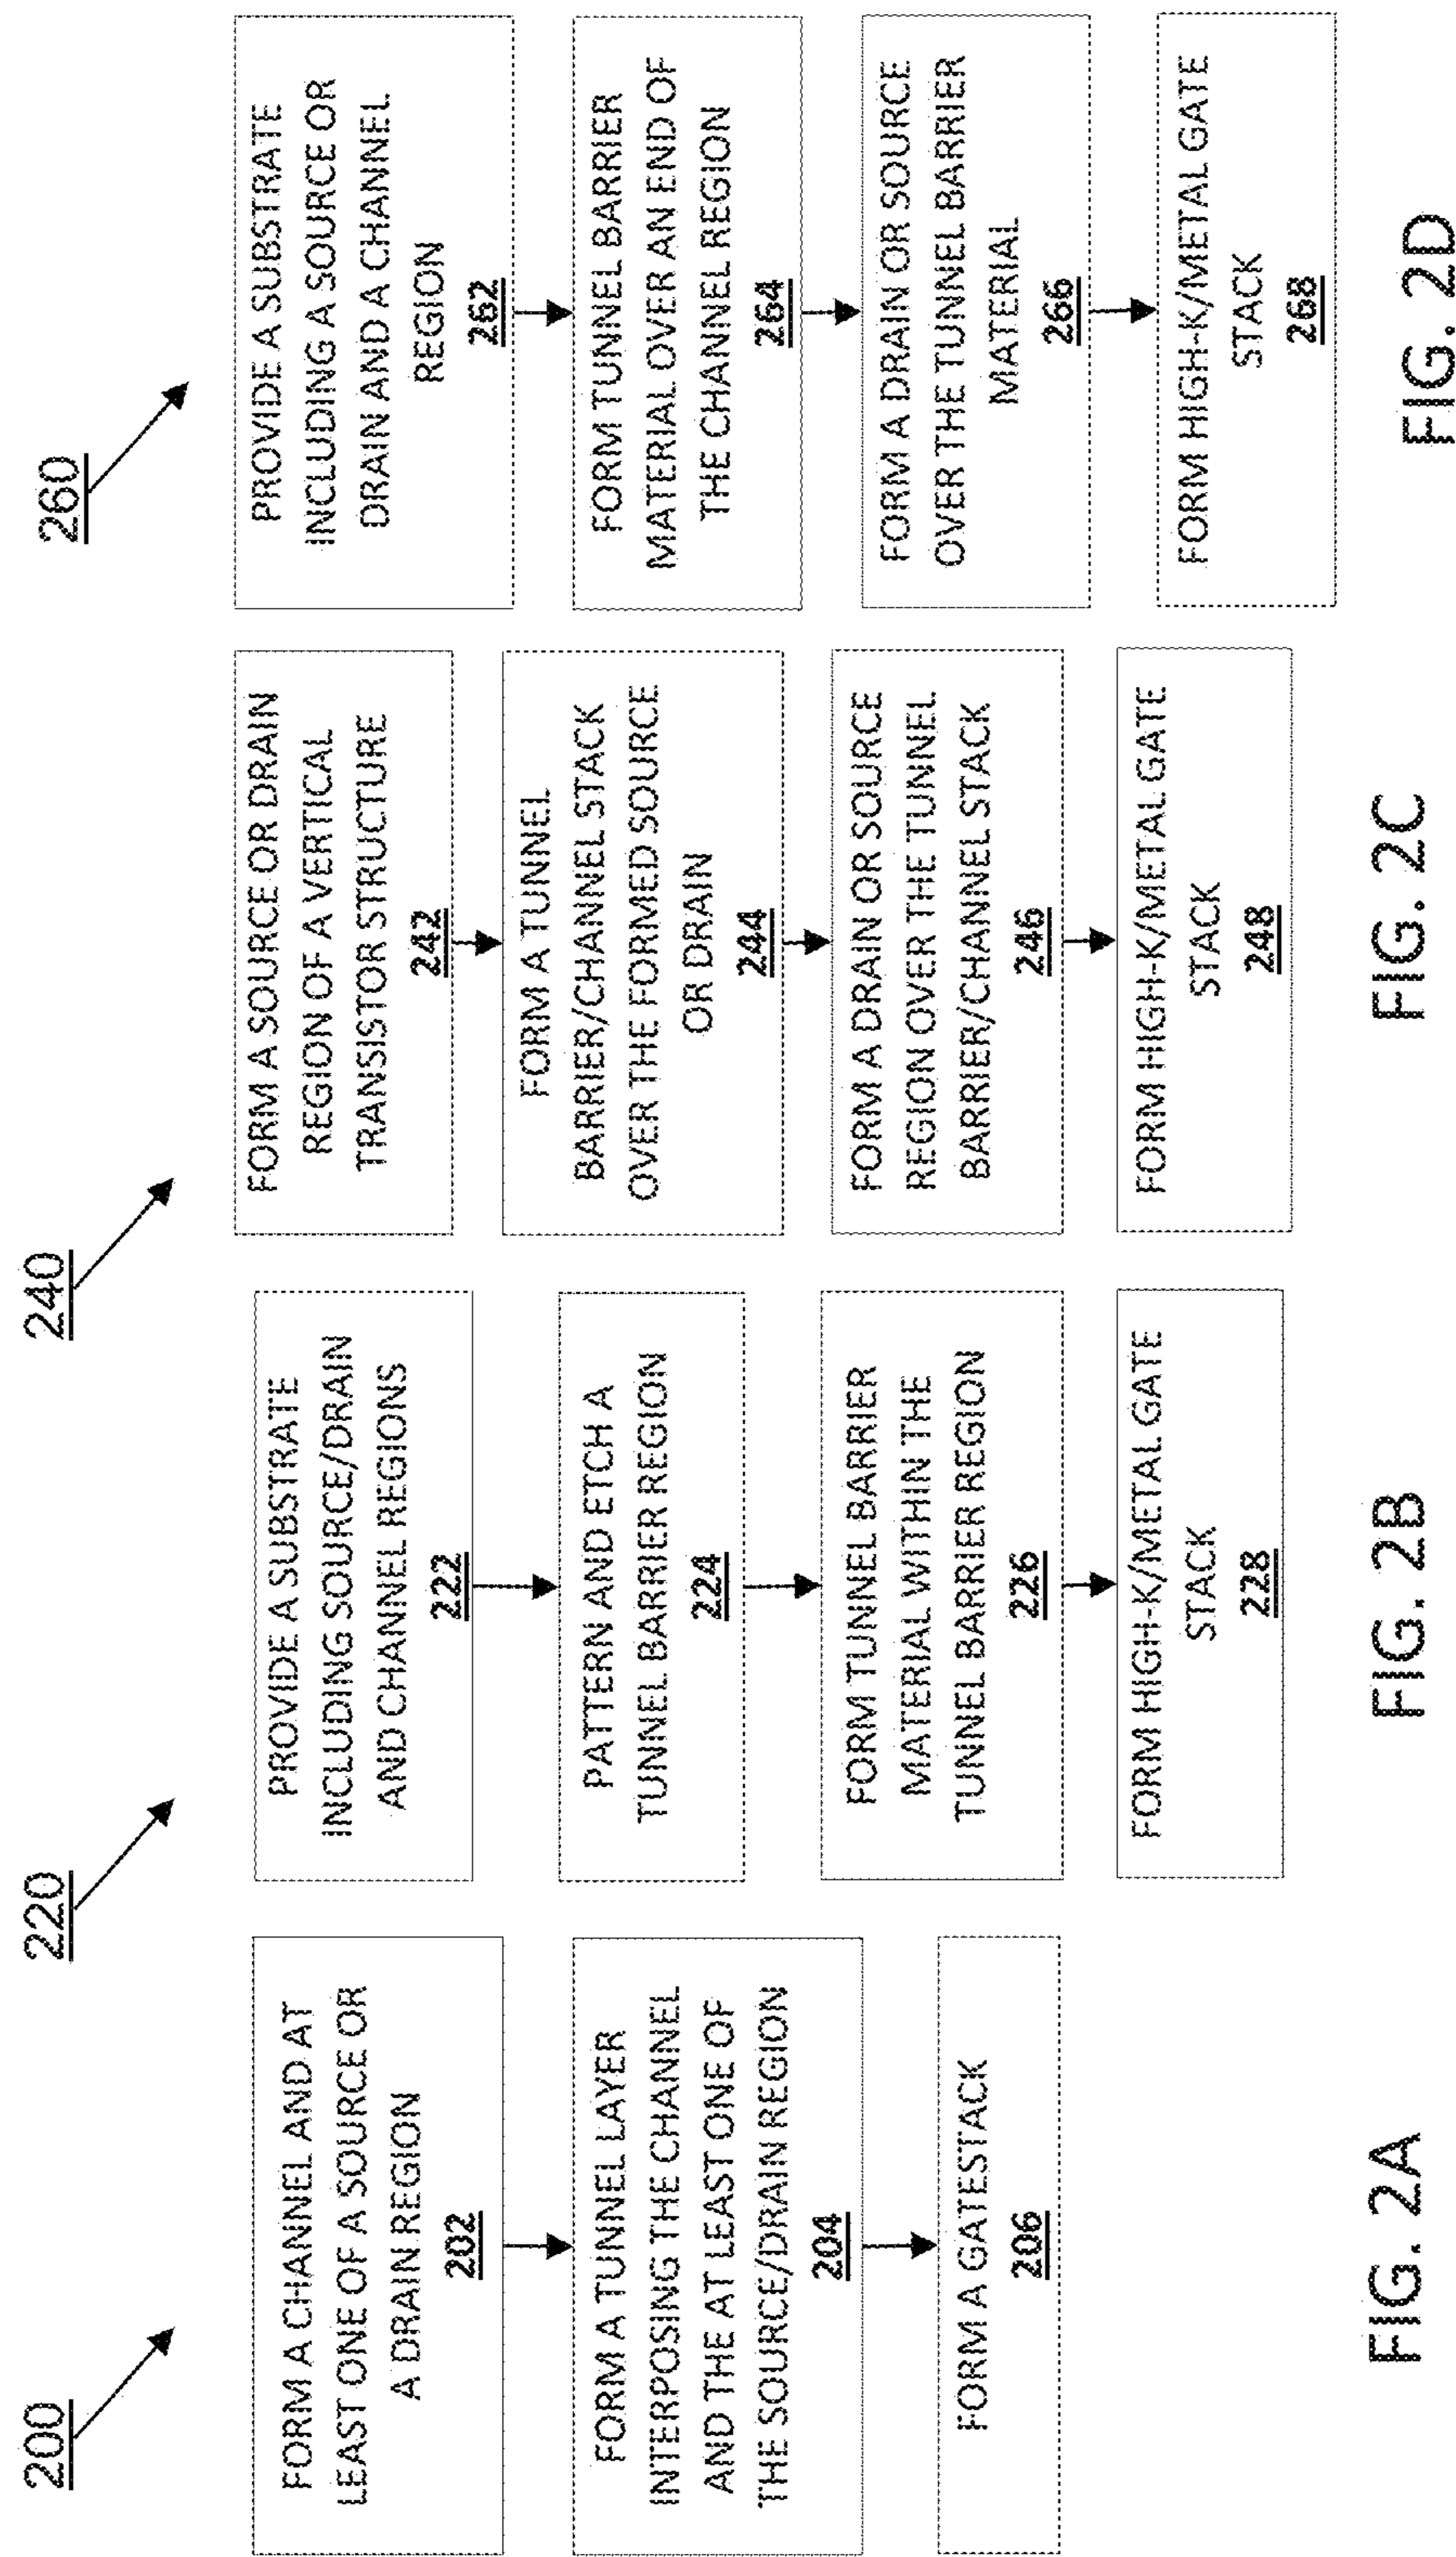 200
FORM A CHANNEL AND AT
LEAST ONE OF A SOURCE OR
A DRAIN REGION
202
FORM A TUNNEL LAYER
INTERPOSING THE CHANNEL
AND THE AT LEAST ONE OF
THE SOURCE/DRAIN REGION
204
FORM A GATESTACK
206
FIG. 2A
220
PROVIDE A SUBSTRATE
INCLUDING SOURCE/DRAIN
AND CHANNEL REGIONS
222
PATTERN AND ETCH A
TUNNEL BARRIER REGION
224
FORM TUNNEL BARRIER
MATERIAL WITHIN THE
TUNNEL BARRIER REGION
226
FORM HIGH-K/METAL GATE
STACK
228
FIG. 2B
240
FORM A SOURCE OR DRAIN
REGION OF A VERTICAL
TRANSISTOR STRUCTURE
242
FORM A TUNNEL
BARRIER/CHANNEL STACK
OVER THE FORMED SOURCE
OR DRAIN
244
FORM A DRAIN OR SOURCE
REGION OVER THE TUNNEL
BARRIER/CHANNEL STACK
246
FORM HIGH-K/METAL GATE
STACK
248
FIG. 2C
260
PROVIDE A SUBSTRATE
INCLUDING A SOURCE OR
DRAIN AND A CHANNEL
REGION
262
FORM TUNNEL BARRIER
MATERIAL OVER AN END OF
THE CHANNEL REGION
264
FORM A DRAIN OR SOURCE
OVER THE TUNNEL BARRIER
MATERIAL
266
FORM HIGH-K/METAL GATE
STACK
268
FIG. 2D